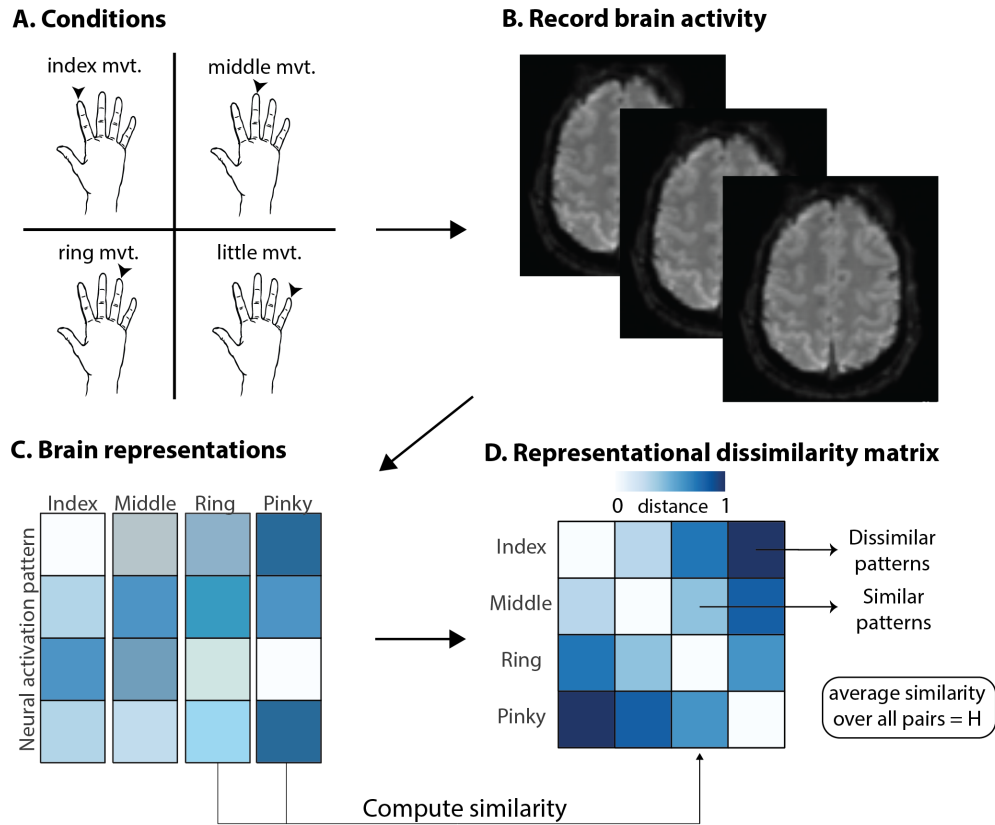 A. Conditions
index mvt.
middle mvt.
ring mvt.
little mvt.
B. Record brain activity
C. Brain representations
Index
Middle
Ring
Pinky
Neural activation pattern
D. Representational dissimilarity matrix
0 distance 1
Index
Middle
Ring
Pinky
Dissimilar
patterns
Similar
patterns
average similarity
over all pairs = H
Compute similarity